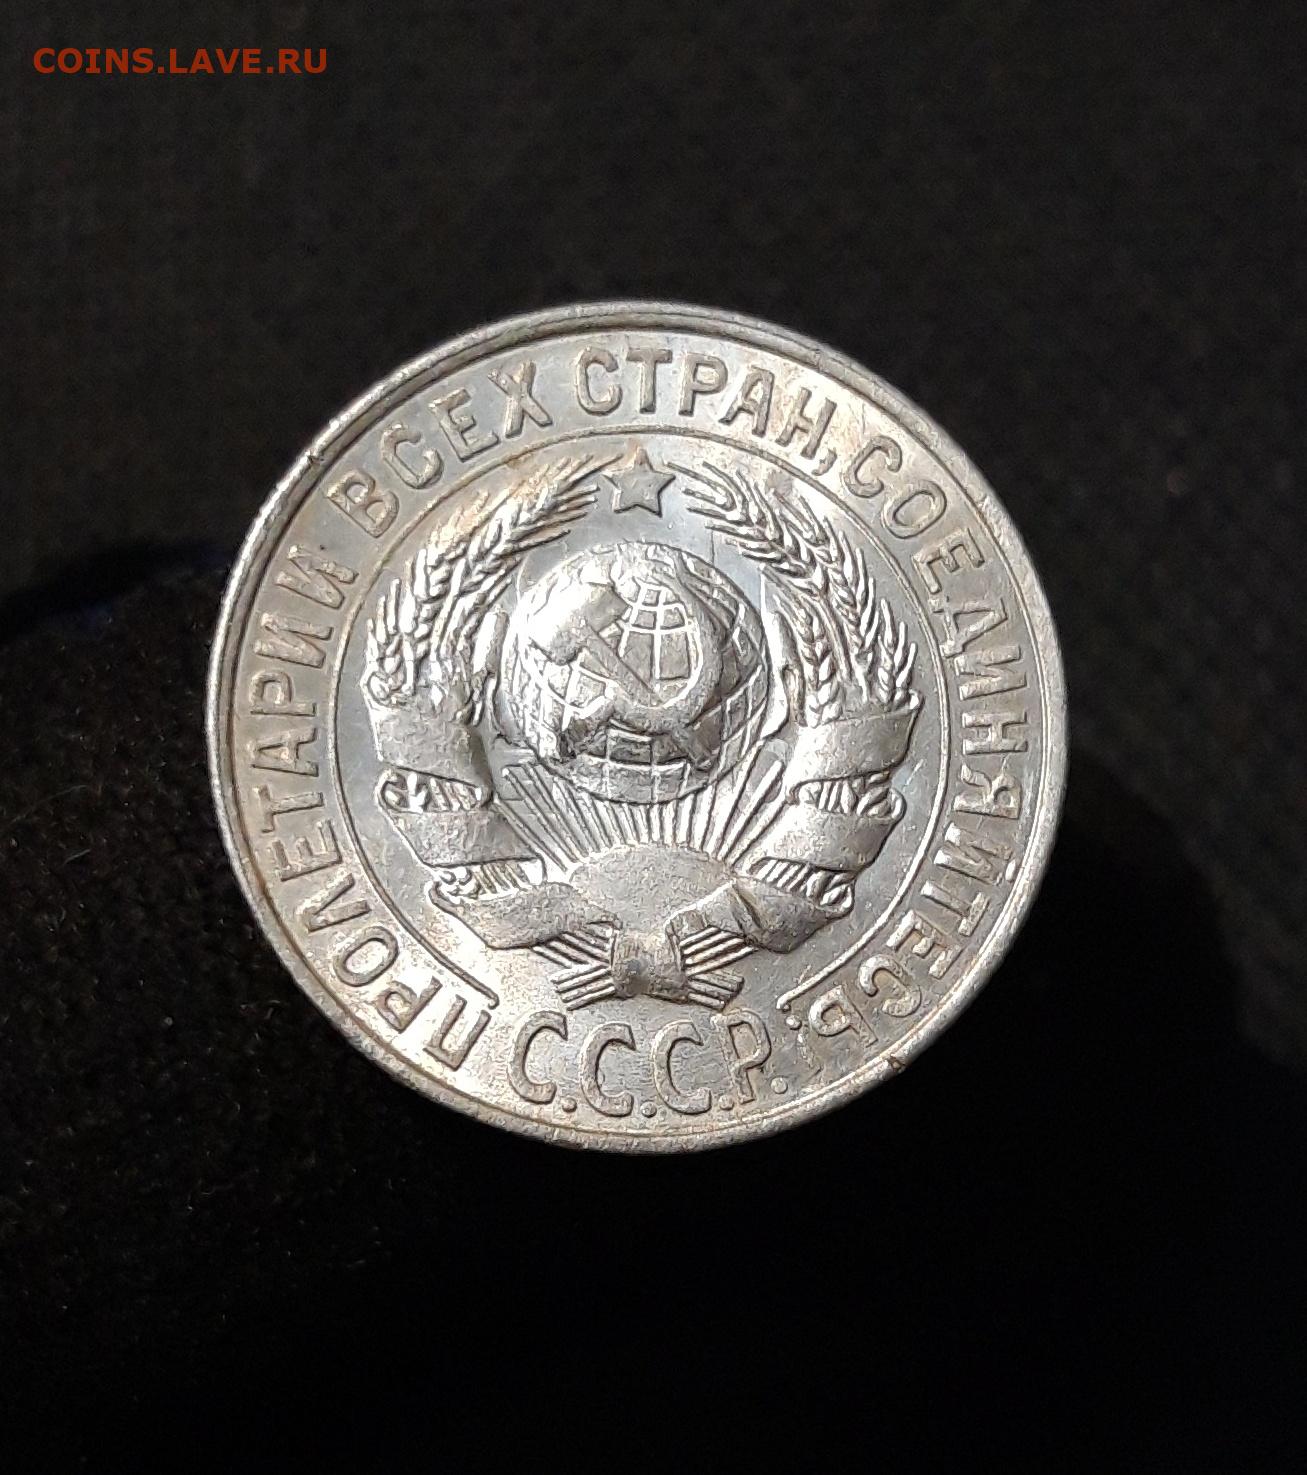 COINS.LAVE.RU
ПРОЛЕТАРИИ ВСЕХ СТРАН, СОЕДИНЯЙТЕСЬ!
С.С.С.Р.